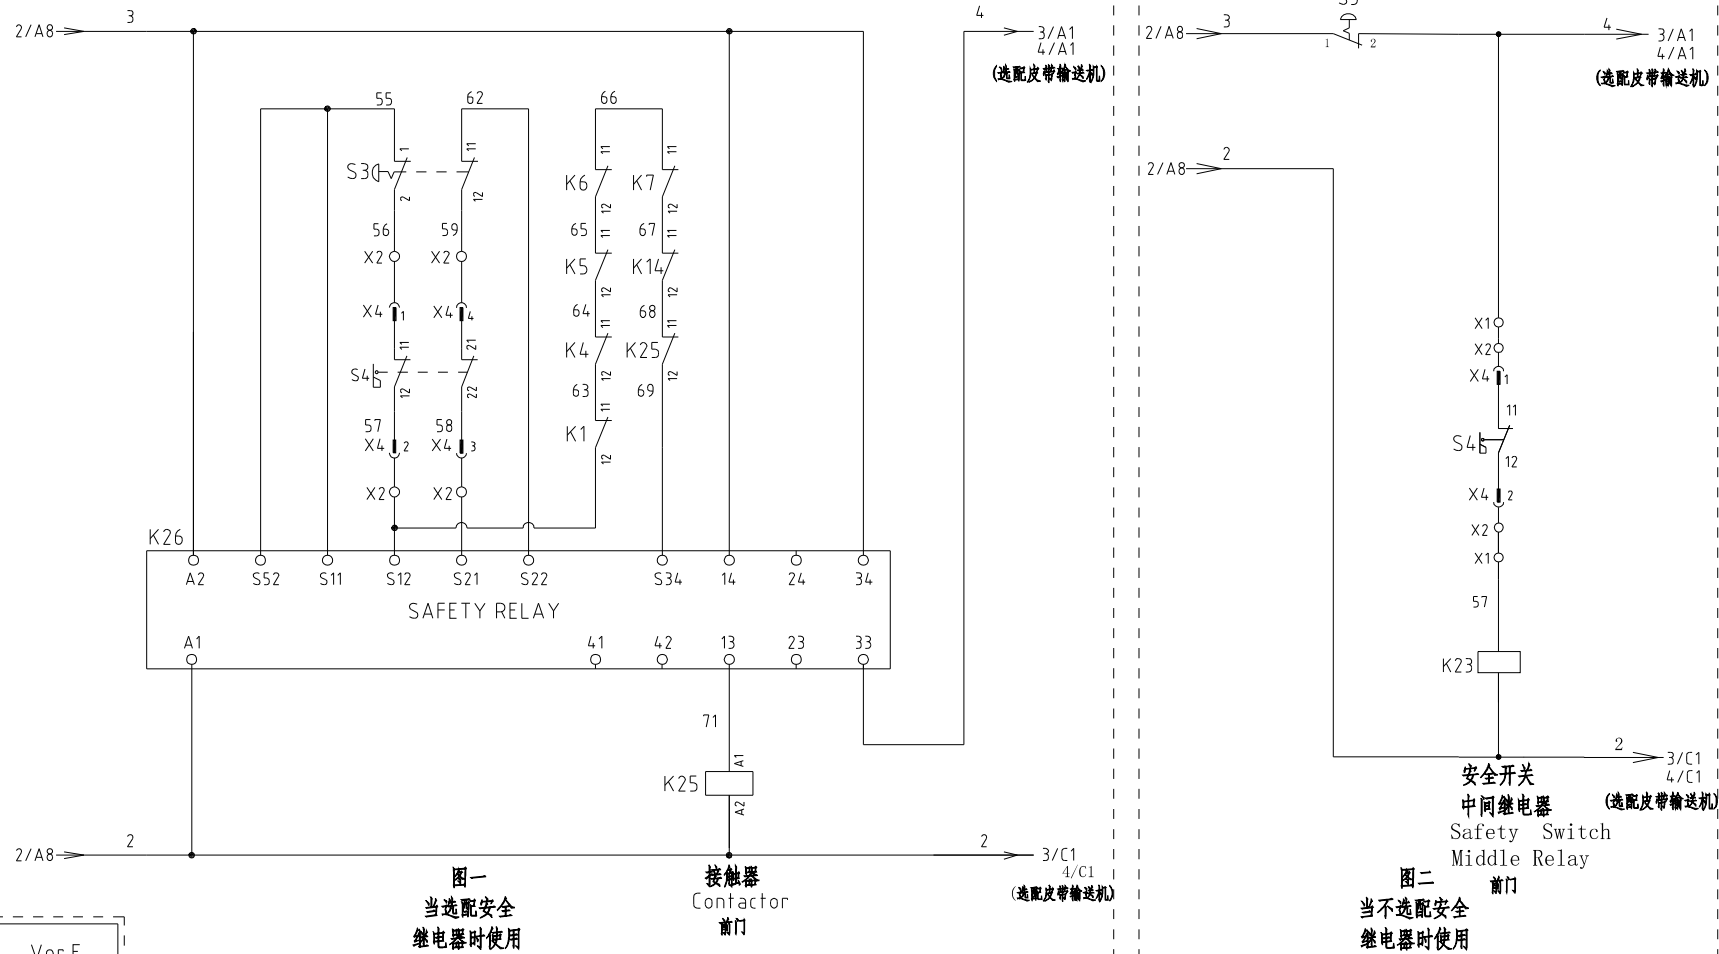 2/A8
3
4
3/A1
4/A1
(选配皮带输送机)
55
62
66
S3
1
2
11
12
K6
11
12
K7
11
12
56
59
65
67
X2
X2
K5
11
12
K14
11
12
X4
1
X4
4
64
68
S4
11
12
21
22
K4
11
12
K25
11
12
63
69
57
58
X4
2
X4
3
K1
11
12
X2
X2
K26
A2
S52
S11
S12
S21
S22
S34
14
24
34
SAFETY RELAY
A1
41
42
13
23
33
71
K25
A1
A2
2/A8
2
2
3/C1
4/C1
(选配皮带输送机)
图一
当选配安全
继电器时使用
接触器
Contactor
前门
Ver.E
2/A8
3
1
2
4
3/A1
4/A1
(选配皮带输送机)
2/A8
2
X1
X2
X4
1
11
S4
12
X4
2
X2
X1
57
K23
2
3/C1
4/C1
(选配皮带输送机)
安全开关
中间继电器
Safety Switch
Middle Relay
前门
图二
当不选配安全
继电器时使用